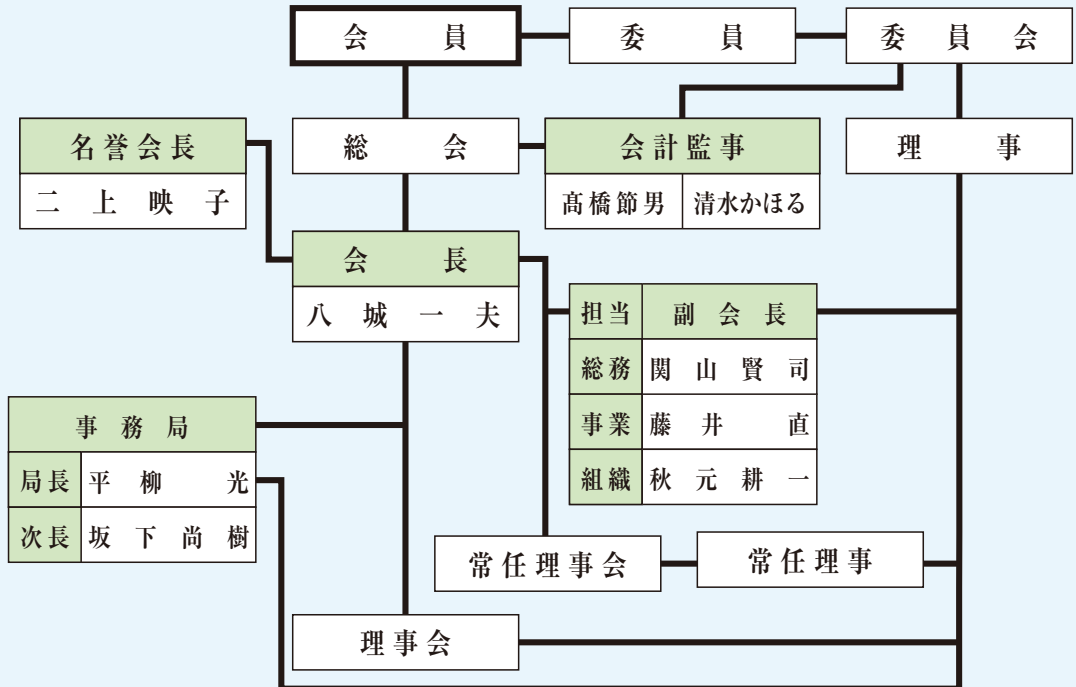 会員
委員
委員会
名誉会長
二上映子
総会
会計監事
髙橋節男
清水かほる
理事
会長
八城一夫
担当 副会長
総務 関山賢司
事業 藤井直
組織 秋元耕一
事務局
局長 平柳光
次長 坂下尚樹
常任理事会
常任理事
理事会